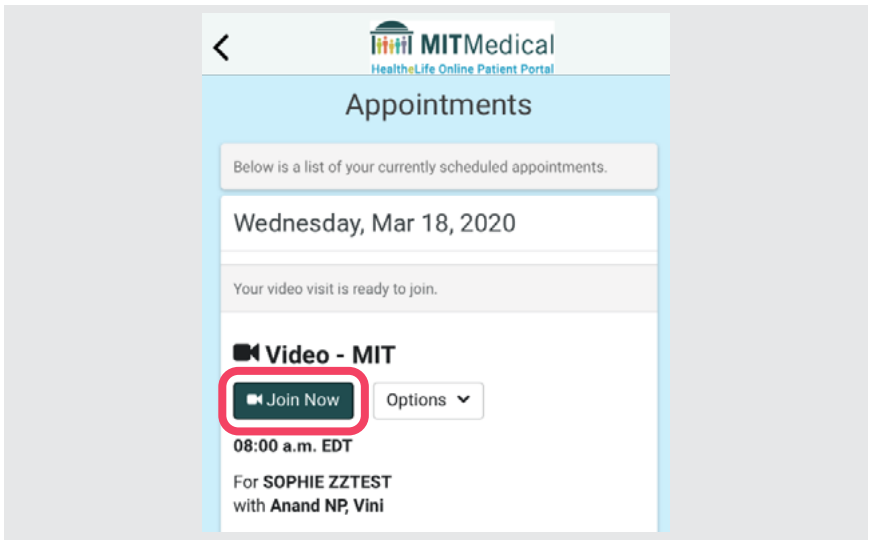 MITMedical
HealtheLife Online Patient Portal
Appointments
Below is a list of your currently scheduled appointments.
Wednesday, Mar 18, 2020
Your video visit is ready to join.
Video - MIT
Join Now Options
08:00 a.m. EDT
For SOPHIE ZZTEST
with Anand NP, Vini